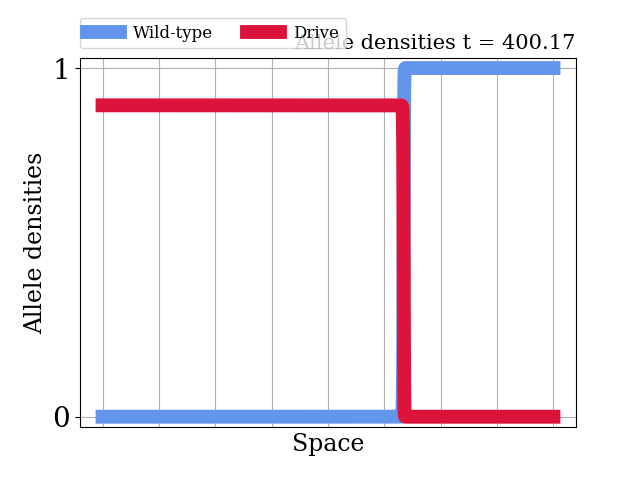 Wild-type Drive
Allele densities t = 400.17
1
Allele densities
0
Space